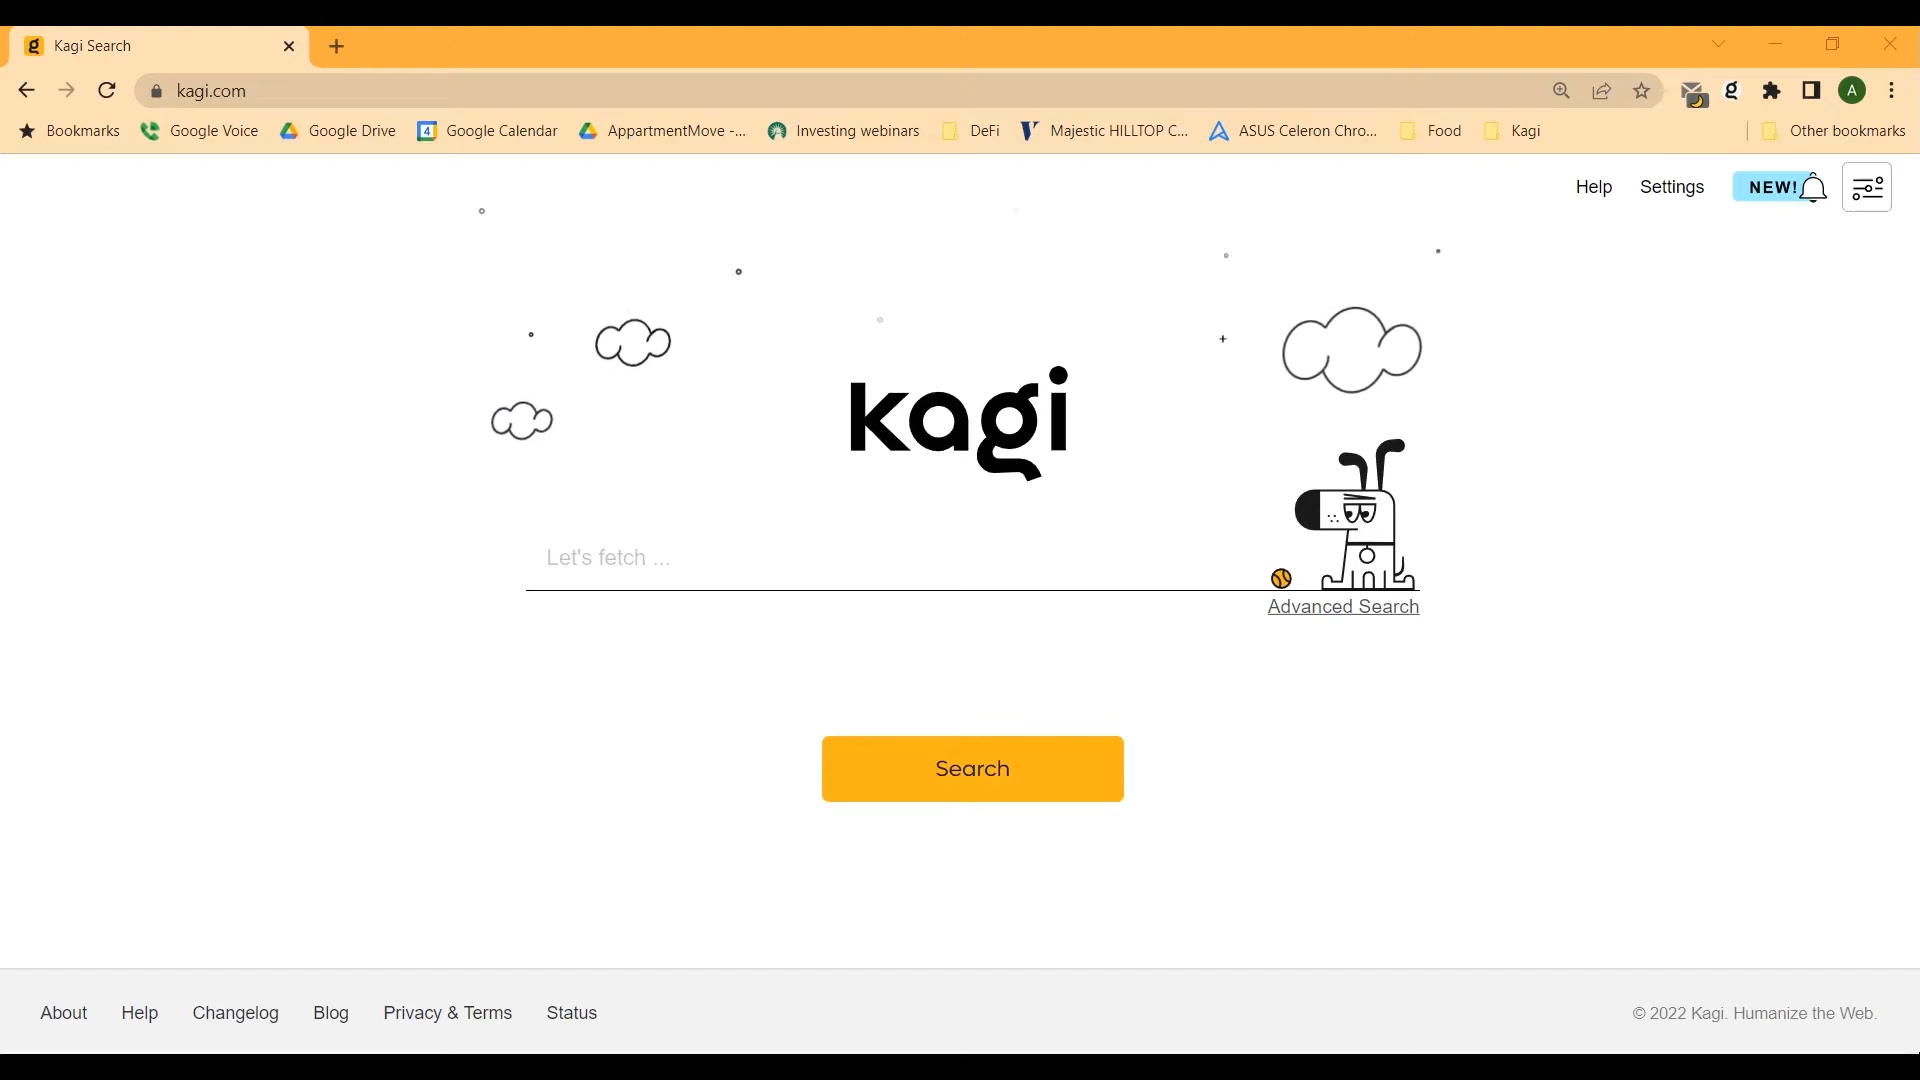 g Kagi Search
kagi.com g A
Bookmarks Google Voice Google Drive 4 Google Calendar AppartmentMove -... Investing webinars DeFi Majestic HILLTOP C... ASUS Celeron Chro... Food Kagi Other bookmarks
Help Settings NEW!
kagi
Let's fetch ...
Advanced Search
Search
About Help Changelog Blog Privacy & Terms Status © 2022 Kagi. Humanize the Web.